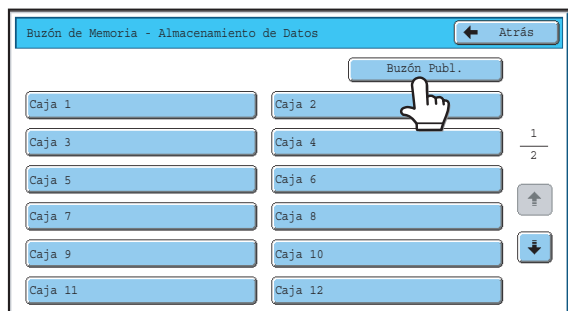 Buzón de Memoria - Almacenamiento de Datos
Atrás
Buzón Publ.
Caja 1
Caja 2
Caja 3
Caja 4
1
2
Caja 5
Caja 6
Caja 7
Caja 8
Caja 9
Caja 10
Caja 11
Caja 12